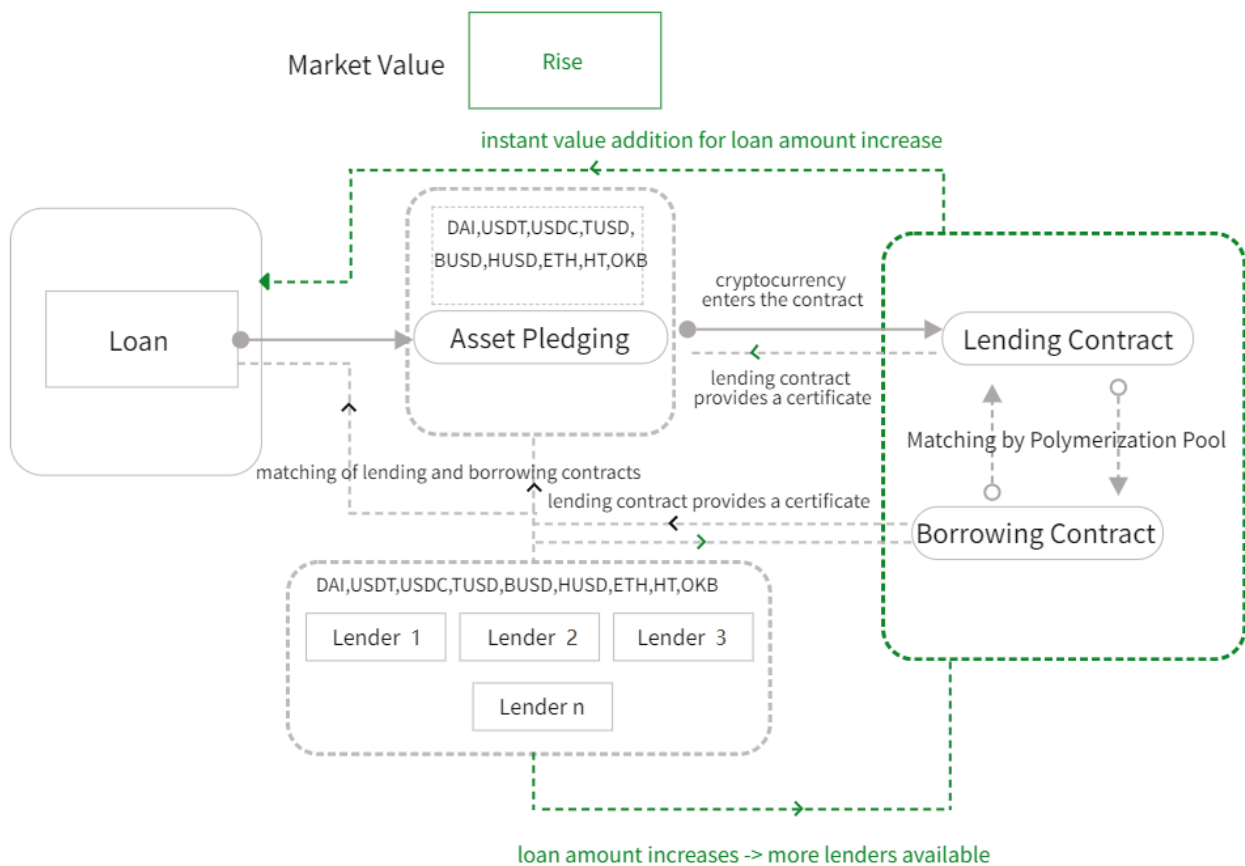 Market Value
Rise
instant value addition for loan amount increase
DAI,USDT,USDC,TUSD,
BUSD,HUSD,ETH,HT,OKB
cryptocurrency
enters the contract
Loan
Asset Pledging
Lending Contract
lending contract
provides a certificate
Matching by Polymerization Pool
matching of lending and borrowing contracts
lending contract provides a certificate
Borrowing Contract
DAI,USDT,USDC,TUSD,BUSD,HUSD,ETH,HT,OKB
Lender 1
Lender 2
Lender 3
Lender n
loan amount increases -> more lenders available